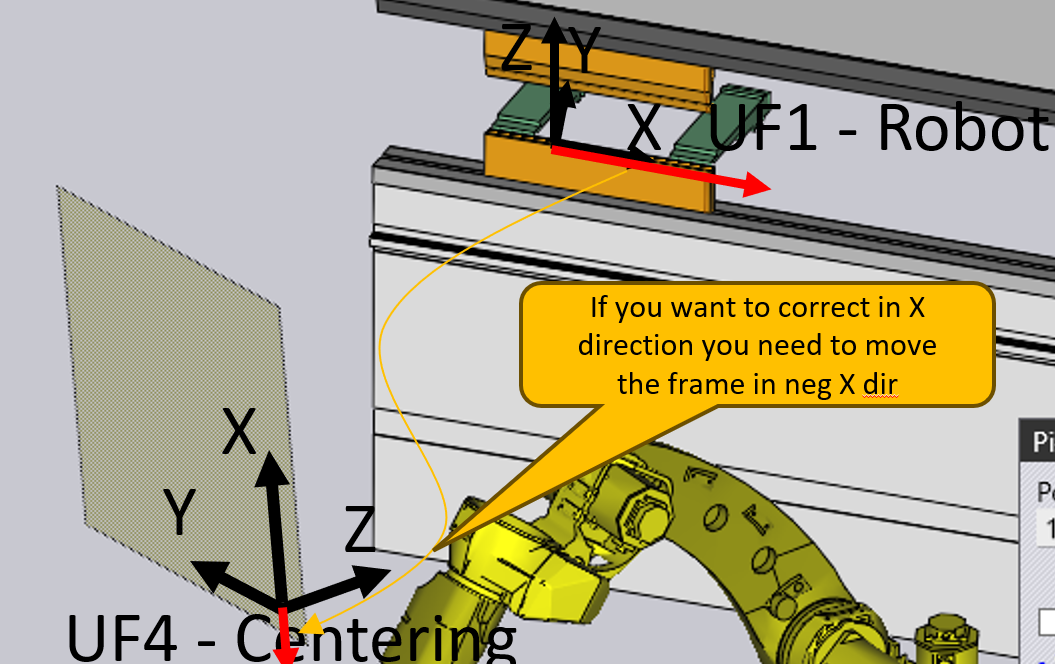 Z Y
X UF1 - Robot
If you want to correct in X
direction you need to move
the frame in neg X dir
X
Pi
Y
Z
Po
1
UF4 - Centering